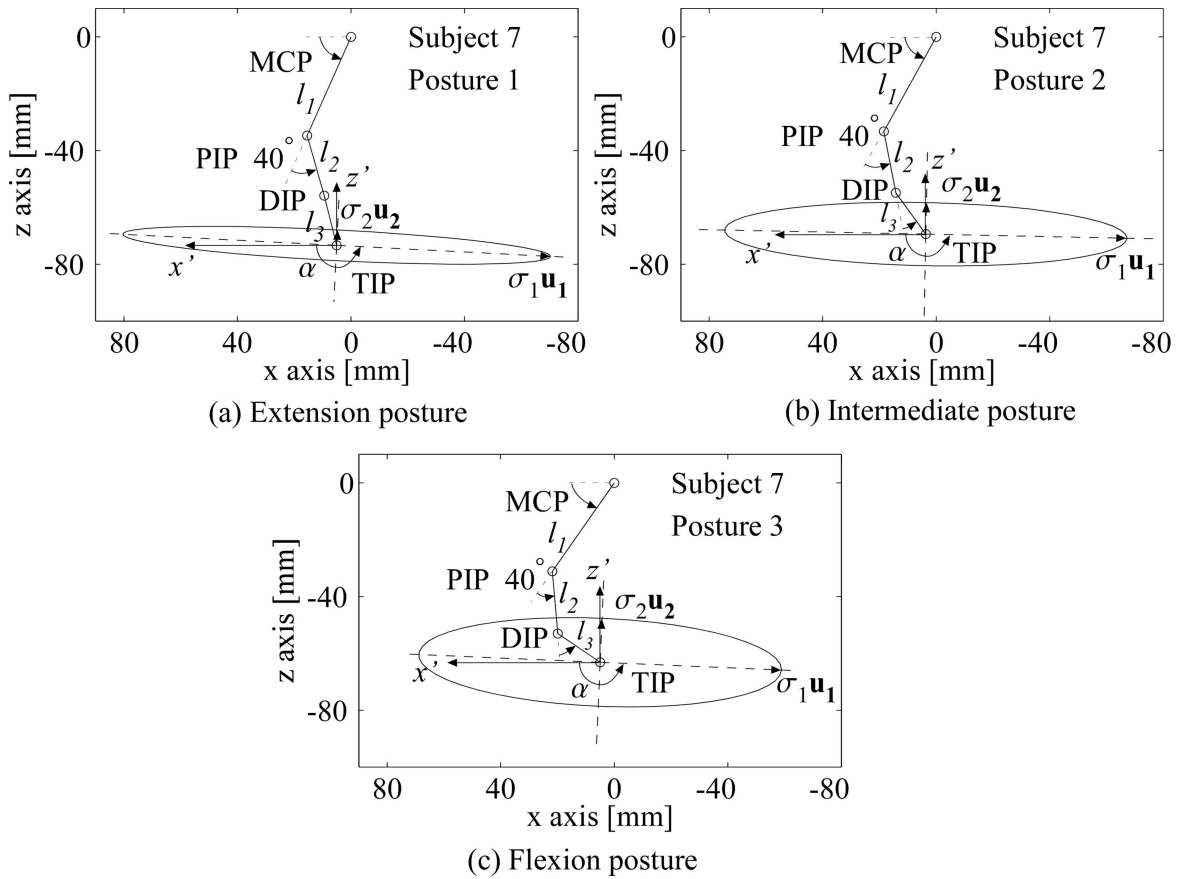 Subject 7
Posture 1
MCP
l1
PIP 40°
l2
DIP
z’
σ2u2
l3
x’
α
TIP
σ1u1
0
-40
-80
z axis [mm]
80 40 0 -40 -80
x axis [mm]
(a) Extension posture
Subject 7
Posture 2
MCP
l1
PIP 40°
l2
z’
DIP
σ2u2
l3
x’
α
TIP
σ1u1
0
-40
-80
z axis [mm]
80 40 0 -40 -80
x axis [mm]
(b) Intermediate posture
Subject 7
Posture 3
MCP
l1
PIP 40°
l2
z’
σ2u2
DIP
l3
x’
α
TIP
σ1u1
0
-40
-80
z axis [mm]
80 40 0 -40 -80
x axis [mm]
(c) Flexion posture